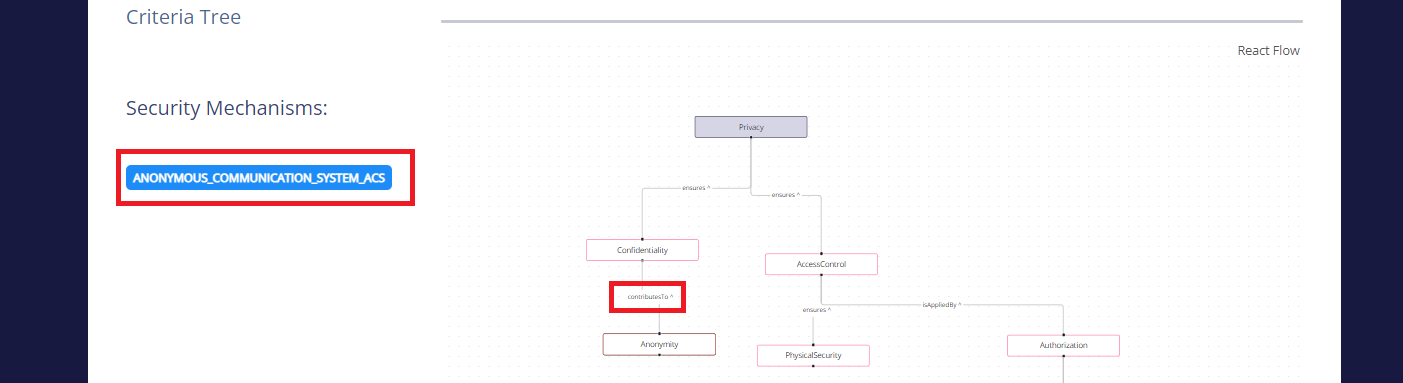 Criteria Tree
React Flow
Security Mechanisms:
ANONYMOUS_COMMUNICATION_SYSTEM_ACS
Privacy
ensures ^
ensures ^
Confidentiality
AccessControl
contributesTo ^
isAppliedBy ^
ensures ^
Anonymity
PhysicalSecurity
Authorization